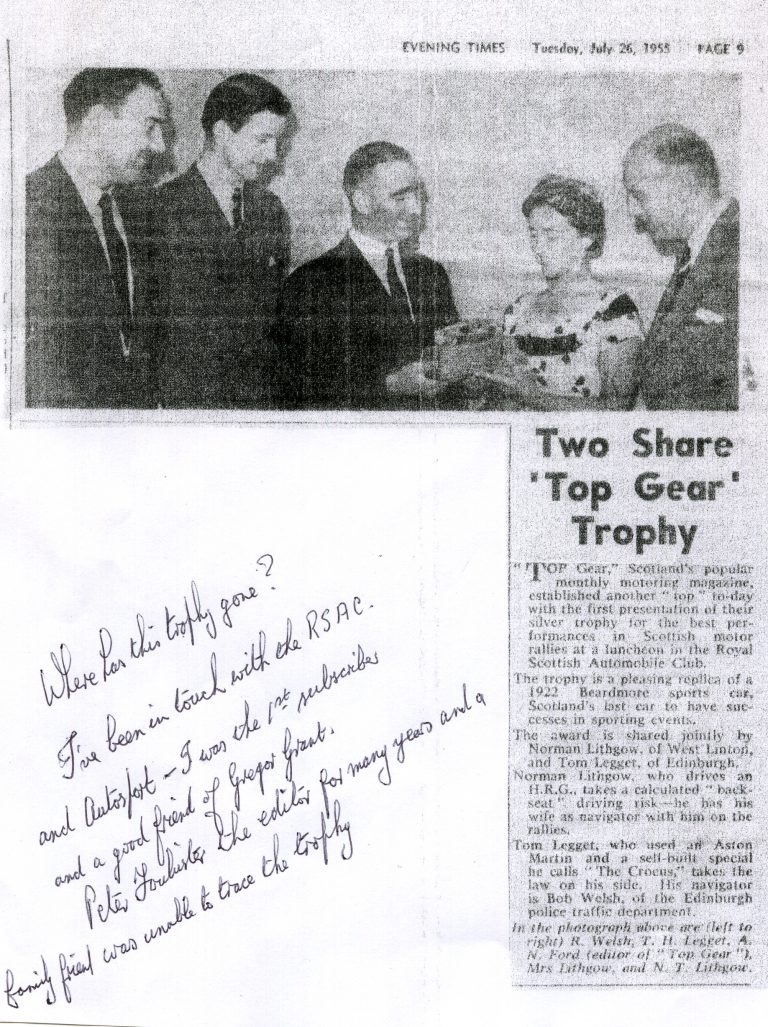 EVENING TIMES Tuesday, July 26, 1955 PAGE 9
Two Share
'Top Gear'
Trophy
"TOP Gear," Scotland's popular
monthly motoring magazine,
established another "top" to-day
with the first presentation of their
silver trophy for the best per-
formances in Scottish motor
rallies at a luncheon in the Royal
Scottish Automobile Club.
The trophy is a pleasing replica of a
1922 Beardmore sports car,
Scotland's last car to have suc-
cesses in sporting events.
The award is shared jointly by
Norman Lithgow, of West Linton,
and Tom Legget, of Edinburgh.
Norman Lithgow, who drives an
H.R.G., takes a calculated "back-
seat" driving risk—he has his
wife as navigator with him on the
rallies.
Tom Legget, who used an Aston
Martin and a self-built special
he calls "The Crocus," takes the
law on his side. His navigator
is Bob Welsh, of the Edinburgh
police traffic department.
In the photograph above are (left to
right) R. Welsh, T. H. Legget, A.
N. Ford (editor of "Top Gear"),
Mrs Lithgow, and N. T. Lithgow.
Where has this trophy gone?
I've been in touch with the RSAC.
and Autosport – I was the 1st subscriber
and a good friend of Gregor Grant.
Peter the editor for many years and a
family friend was unable to trace the trophy